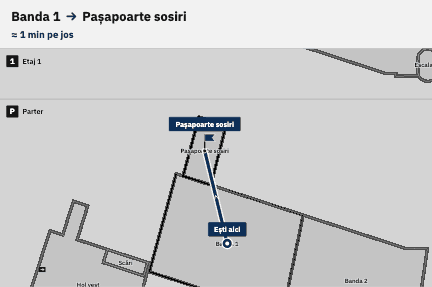 Banda 1 → Pașapoarte sosiri
≈ 1 min pe jos
1 Etaj 1
Escala
P Parter
Pașapoarte sosiri
Pașapoarte sosiri
Ești aici
Scăn
Hol vest
Banda 2